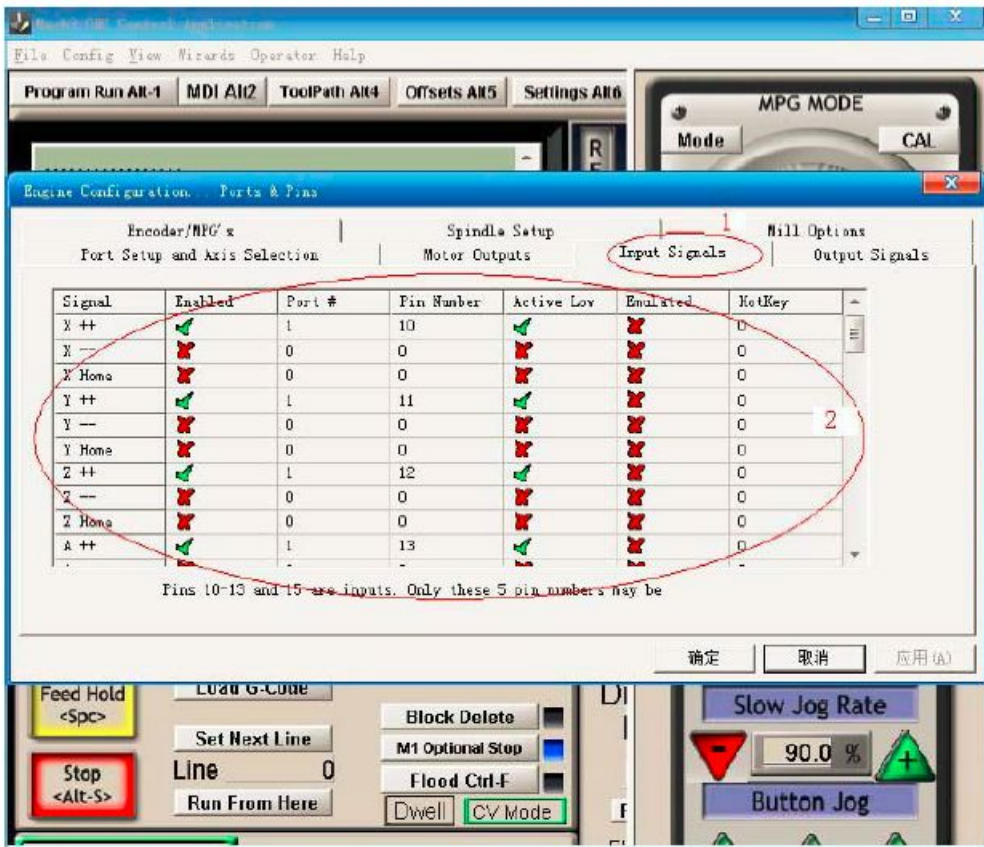 Mach3 CNC Control Application
File Config View Wizards Operator Help
Program Run Alt-1 MDI Alt2 ToolPath Alt4 Offsets Alt5 Settings Alt6
MPG MODE
Mode CAL
R
Engine Configuration... Ports & Pins
Encoder/MPG's Spindle Setup 1 Mill Options
Port Setup and Axis Selection Motor Outputs Input Signals Output Signals
Signal Enabled Port # Pin Number Active Low Emulated HotKey
X ++ 1 10 0
X -- 0 0 0
X Home 0 0 0
Y ++ 1 11 0
Y -- 0 0 0 2
Y Home 0 0 0
Z ++ 1 12 0
Z -- 0 0 0
Z Home 0 0 0
A ++ 1 13 0
Pins 10-13 and 15 are inputs. Only these 5 pin numbers may be
确定 取消 应用(A)
Feed Hold
<Spc>
Load G-Code
Set Next Line
Line 0
Run From Here
Stop
<Alt-S>
Block Delete
M1 Optional Stop
Flood Ctrl-F
Dwell CV Mode
Slow Jog Rate
90.0 %
Button Jog